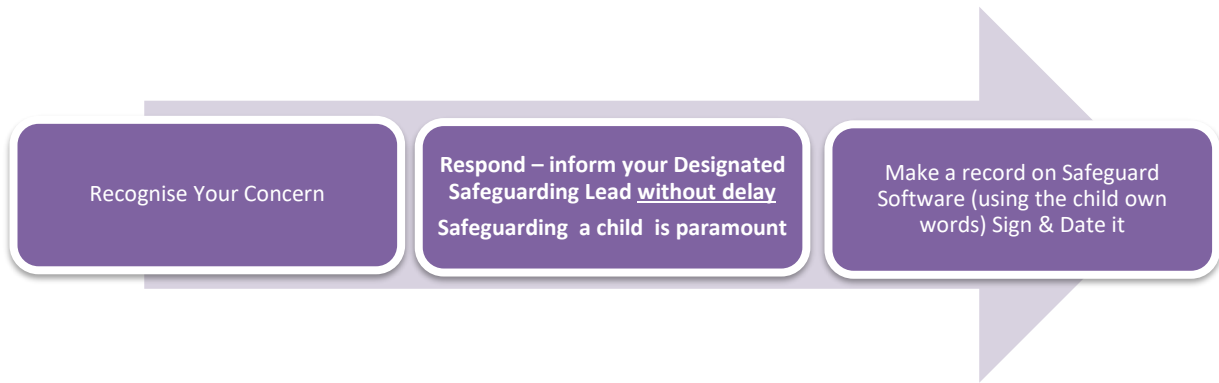 Recognise Your Concern
Respond – inform your Designated
Safeguarding Lead without delay
Safeguarding a child is paramount
Make a record on Safeguard
Software (using the child own
words) Sign & Date it